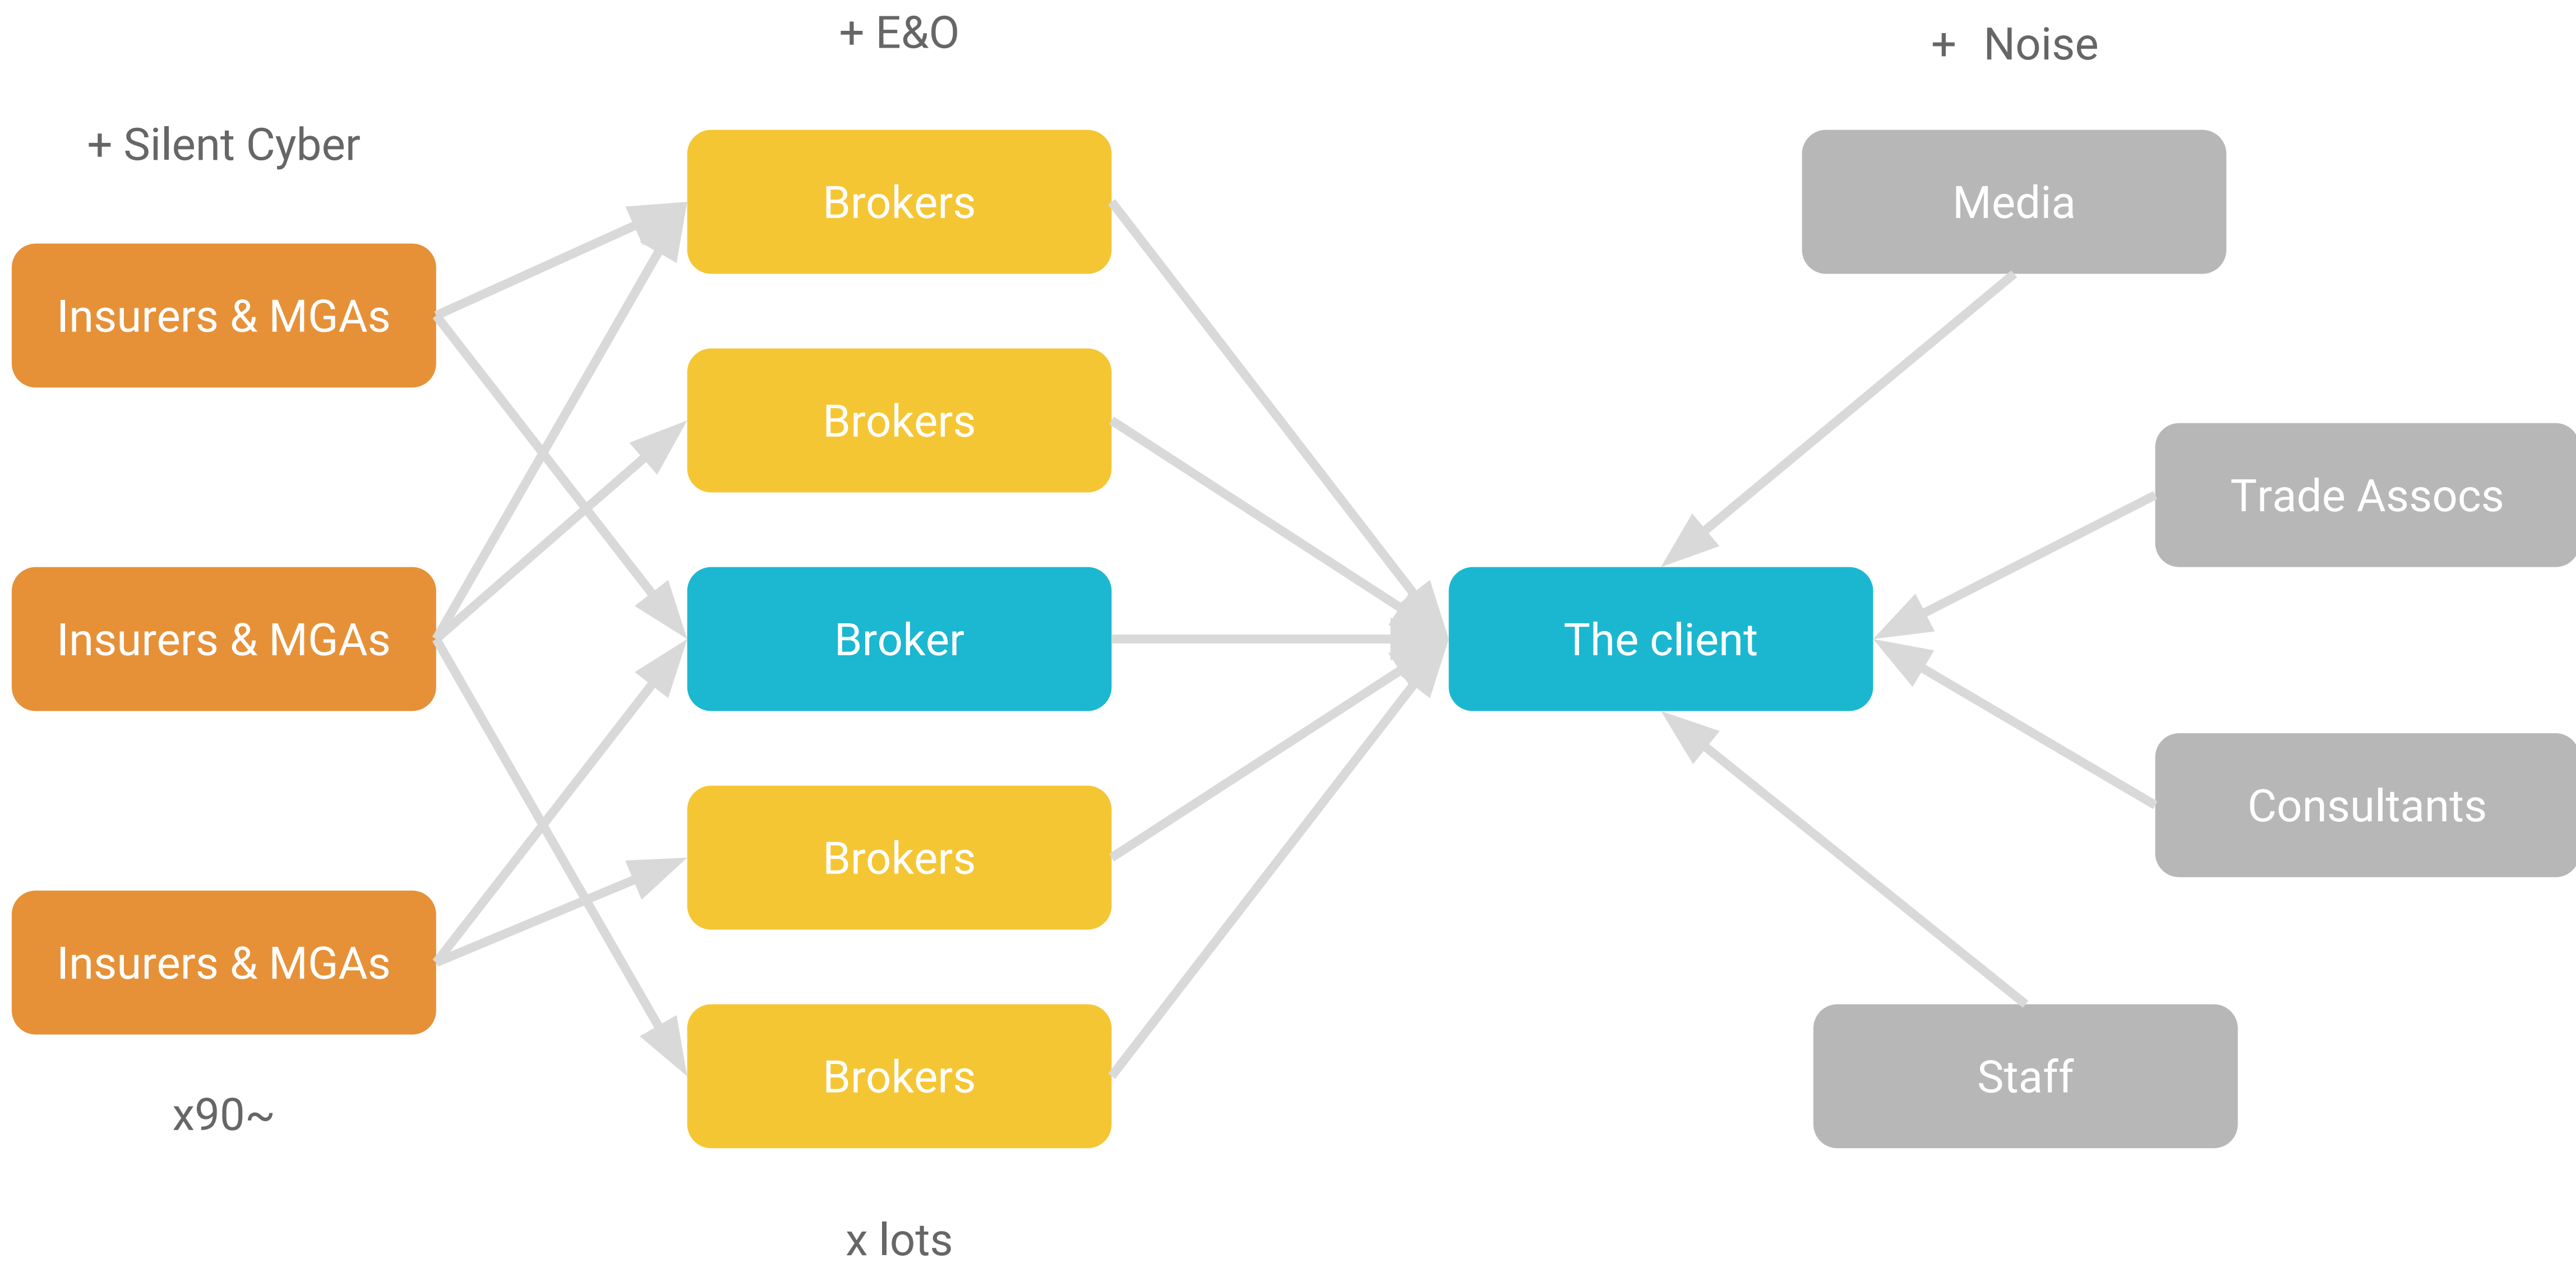 + Silent Cyber
Insurers & MGAs
Insurers & MGAs
Insurers & MGAs
x90~
+ E&O
Brokers
Brokers
Broker
Brokers
Brokers
x lots
The client
+ Noise
Media
Trade Assocs
Consultants
Staff